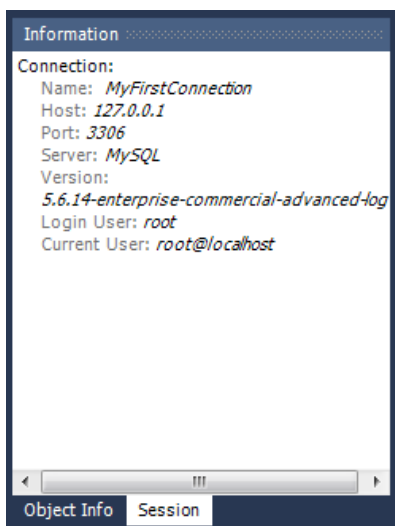 Information
Connection:
Name: MyFirstConnection
Host: 127.0.0.1
Port: 3306
Server: MySQL
Version:
5.6.14-enterprise-commercial-advanced-log
Login User: root
Current User: root@localhost
Object Info Session